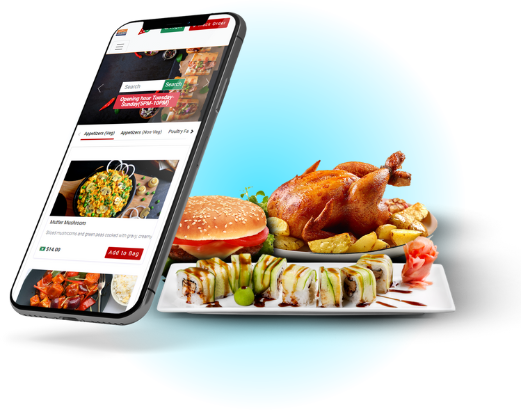 Order
Search
Search
Opening hour Tuesday-
Sunday(5PM-10PM)
Appetizers (Veg)
Appetizers (Non Veg)
Poultry
Mutter Mushroom
Sliced mushrooms and green peas cooked with gravy creamy
$14.00
Add to Bag